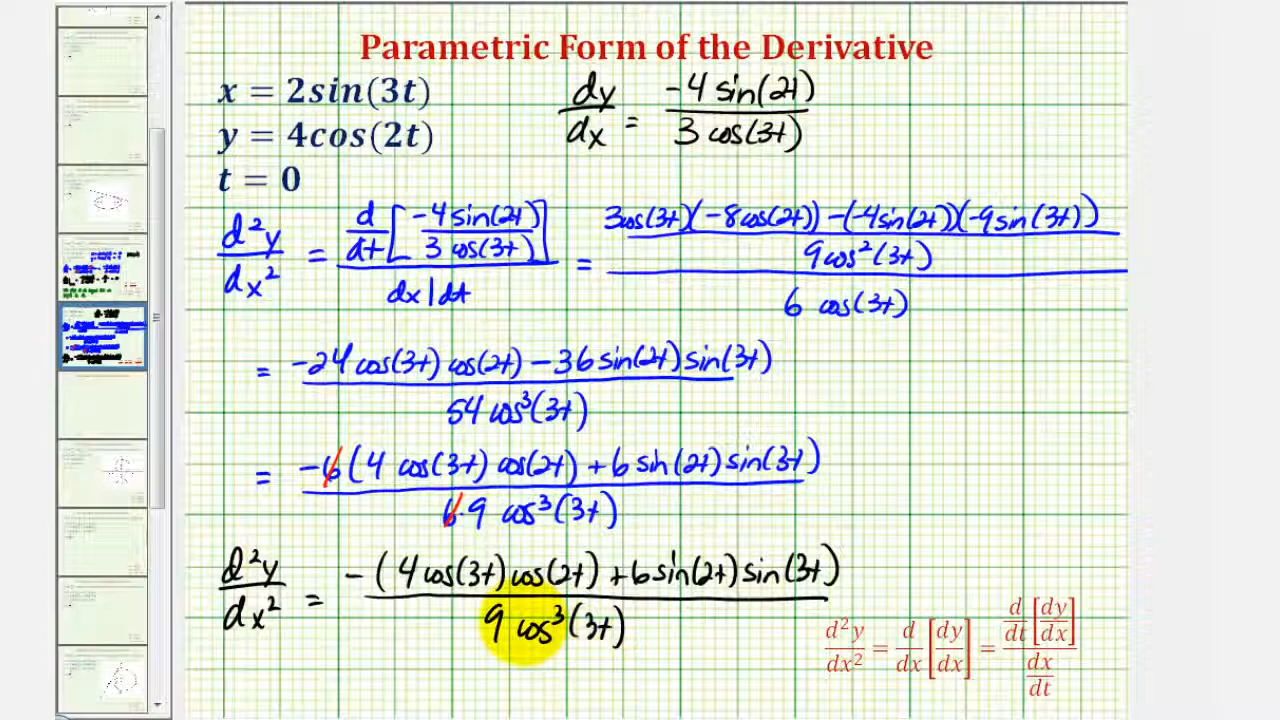 Parametric Form of the Derivative
x = 2sin(3t)
y = 4cos(2t)
t = 0
dy/dx = -4 sin(2t) / 3 cos(3t)
d²y/dx² = d/dt[-4 sin(2t) / 3 cos(3t)] / dx/dt = 3cos(3t)(-8cos(2t)) - (-4sin(2t))(-9sin(3t)) / 9cos²(3t) / 6 cos(3t)
= -24 cos(3t) cos(2t) - 36 sin(2t) sin(3t) / 54 cos³(3t)
= -6(4 cos(3t) cos(2t) + 6 sin(2t) sin(3t)) / 6·9 cos³(3t)
d²y/dx² = -(4cos(3t)cos(2t) + 6sin(2t) sin(3t)) / 9 cos³(3t)
d²y/dx² = d/dx[dy/dx] = d/dt[dy/dx] / dx/dt